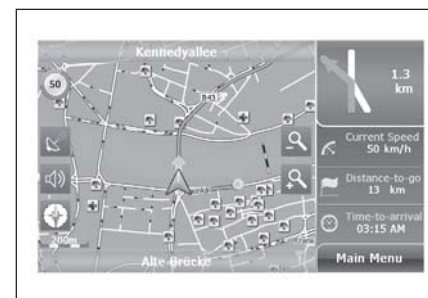 Kennedyallee
50
B43
200m
Alte Brücke
1.3
km
Current Speed
50 km/h
Distance-to-go
13 km
Time-to-arrival
03:15 AM
Main Menu